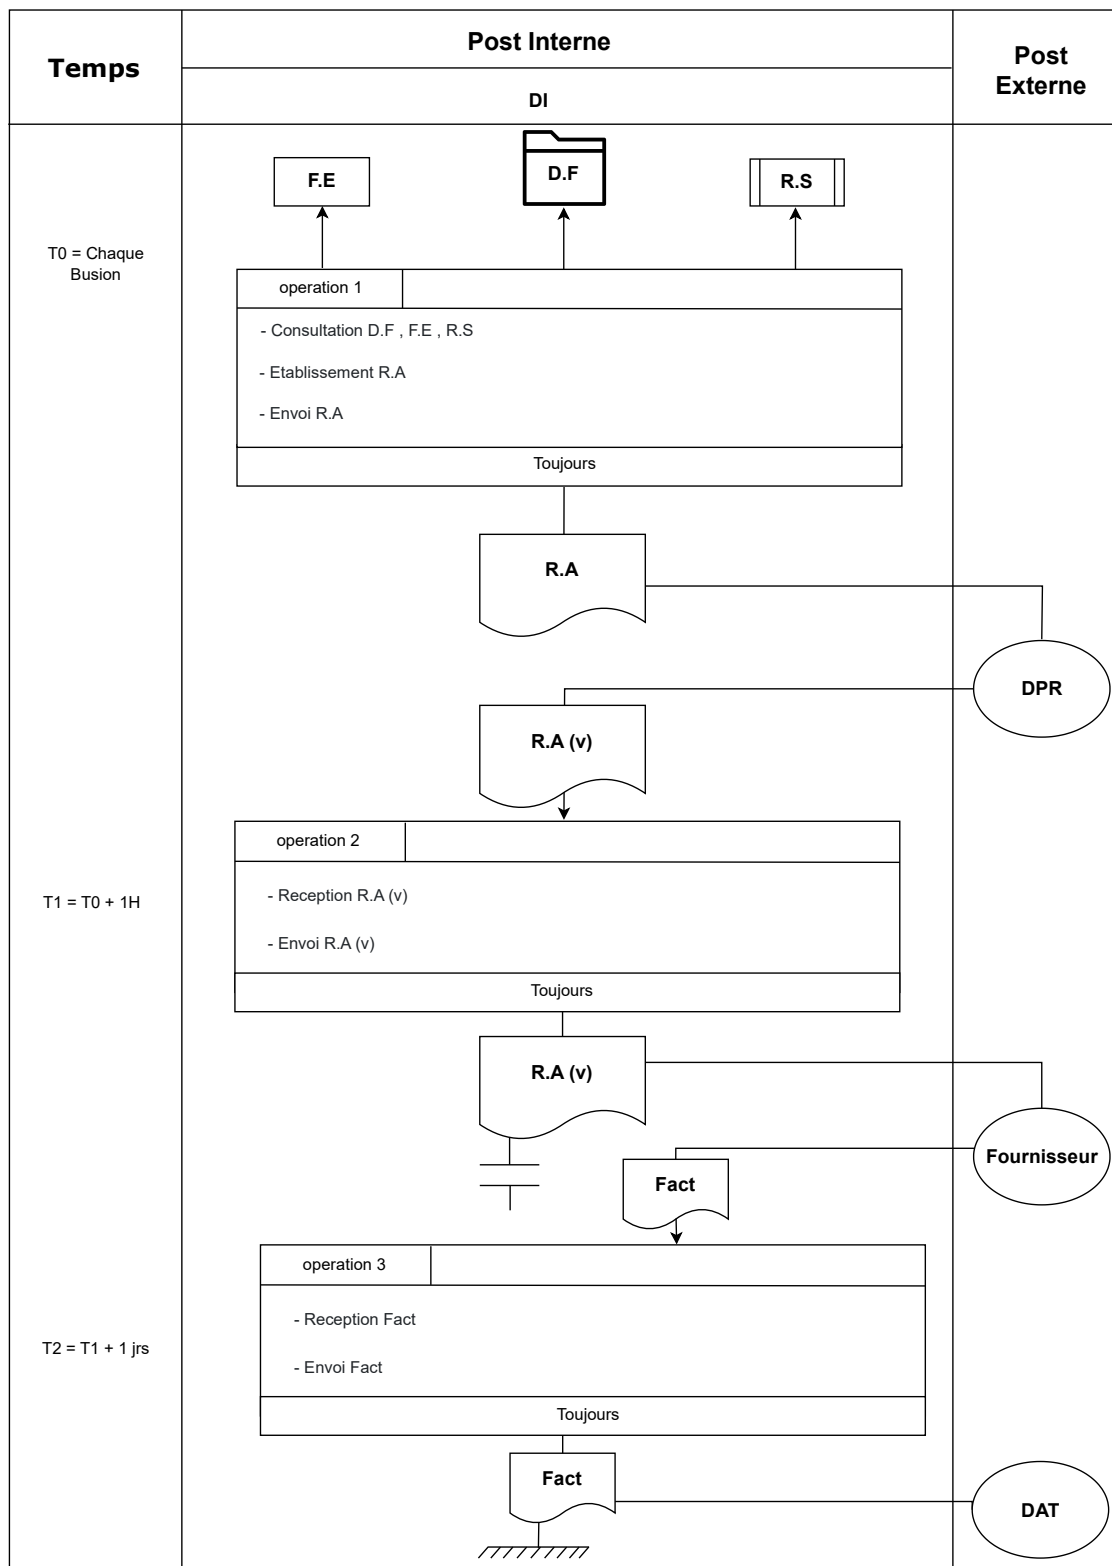 Temps
Post Interne
Post
Externe
DI
F.E
D.F
R.S
T0 = Chaque
Busion
operation 1
- Consultation D.F , F.E , R.S
- Etablissement R.A
- Envoi R.A
Toujours
R.A
DPR
R.A (v)
operation 2
T1 = T0 + 1H
- Reception R.A (v)
- Envoi R.A (v)
Toujours
R.A (v)
Fournisseur
Fact
operation 3
T2 = T1 + 1 jrs
- Reception Fact
- Envoi Fact
Toujours
Fact
DAT